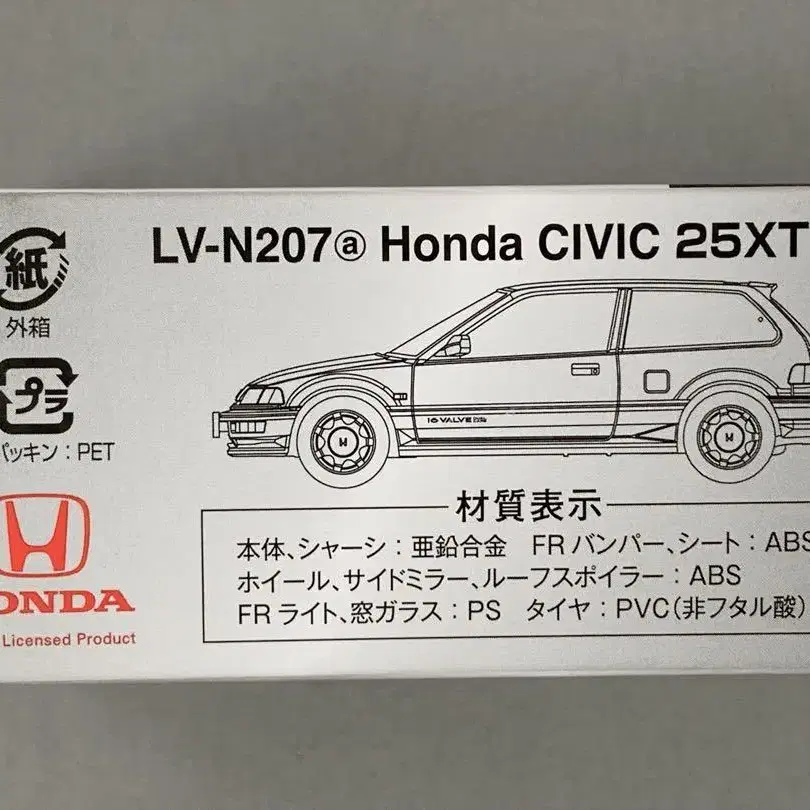 LV-N207ⓐ Honda CIVIC 25XT
紙
外箱
プラ
パッキン：PET
16 VALVE
HONDA
Licensed Product
材質表示
本体、シャーシ：亜鉛合金 FRバンパー、シート：ABS
ホイール、サイドミラー、ルーフスポイラー：ABS
FRライト、窓ガラス：PS タイヤ：PVC（非フタル酸）